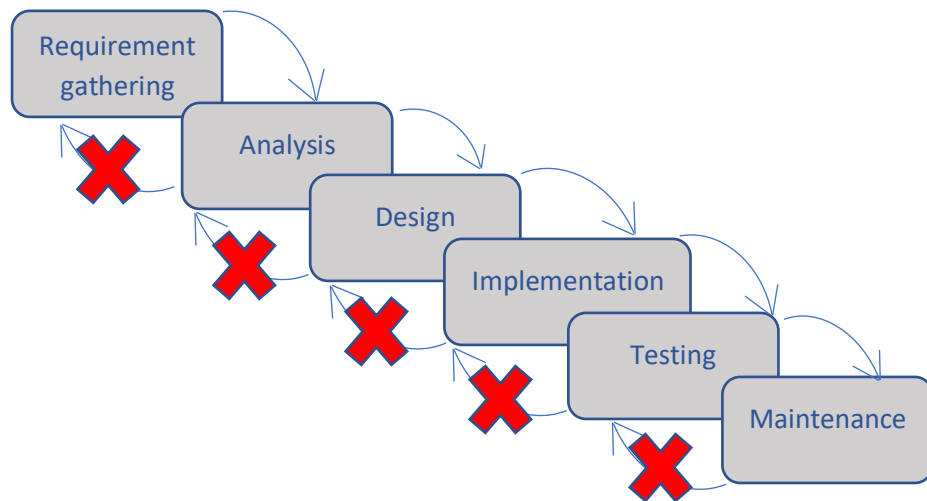 Requirement
gathering
Analysis
Design
Implementation
Testing
Maintenance